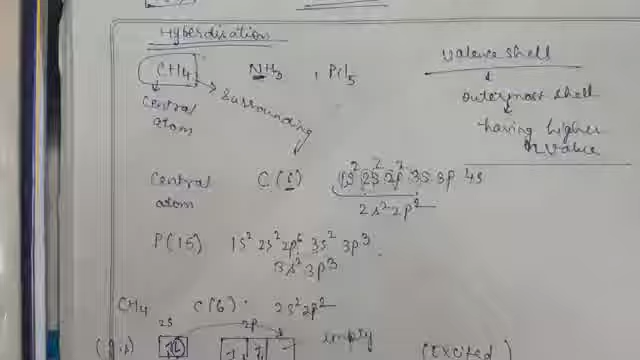 Hyberdisation
CH4 NH3 , PCl5
Central atom
Surrounding
valence shell
outermost shell
having higher
n value
Central atom C (6) 1s² 2s² 2p² 3s 3p 4s
2s² 2p²
P(15) 1s² 2s² 2p⁶ 3s² 3p³
3s² 3p³
CH4 C(6) 2s² 2p²
2s 2p empty
(g.s) (excited)